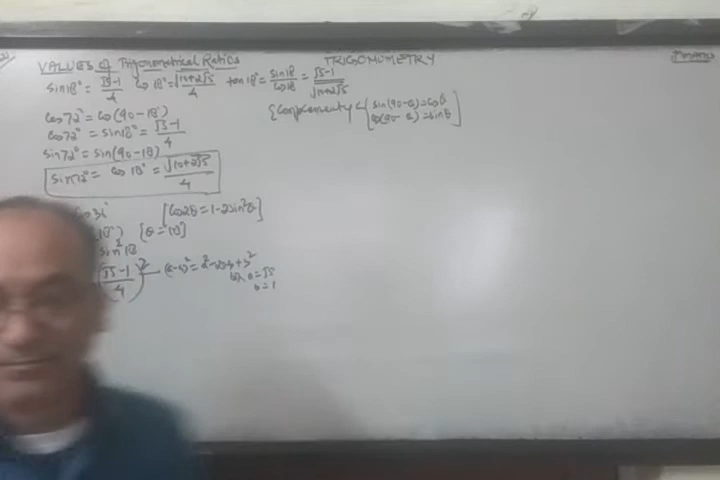 VALUES of Trigonometrical Ratios
TRIGONOMETRY
sin18° = √5-1/4 Co 18° = √10+2√5/4 tan18° = sin18/Cos18 = √5-1/√10+2√5
Cos72° = Cos(90-18°)
Cos72° = sin18° = √5-1/4
sin72° = sin(90-18)
sin72° = Cos 18° = √10+2√5/4
[sin(90-θ)=Cosθ
Cos(90-θ)=sinθ]
[Cos2θ = 1-2sin²θ]
[θ = 18]
sin²18
(√5-1/4)² (a-b)² = a²-2ab+b²
a=√5
b=1